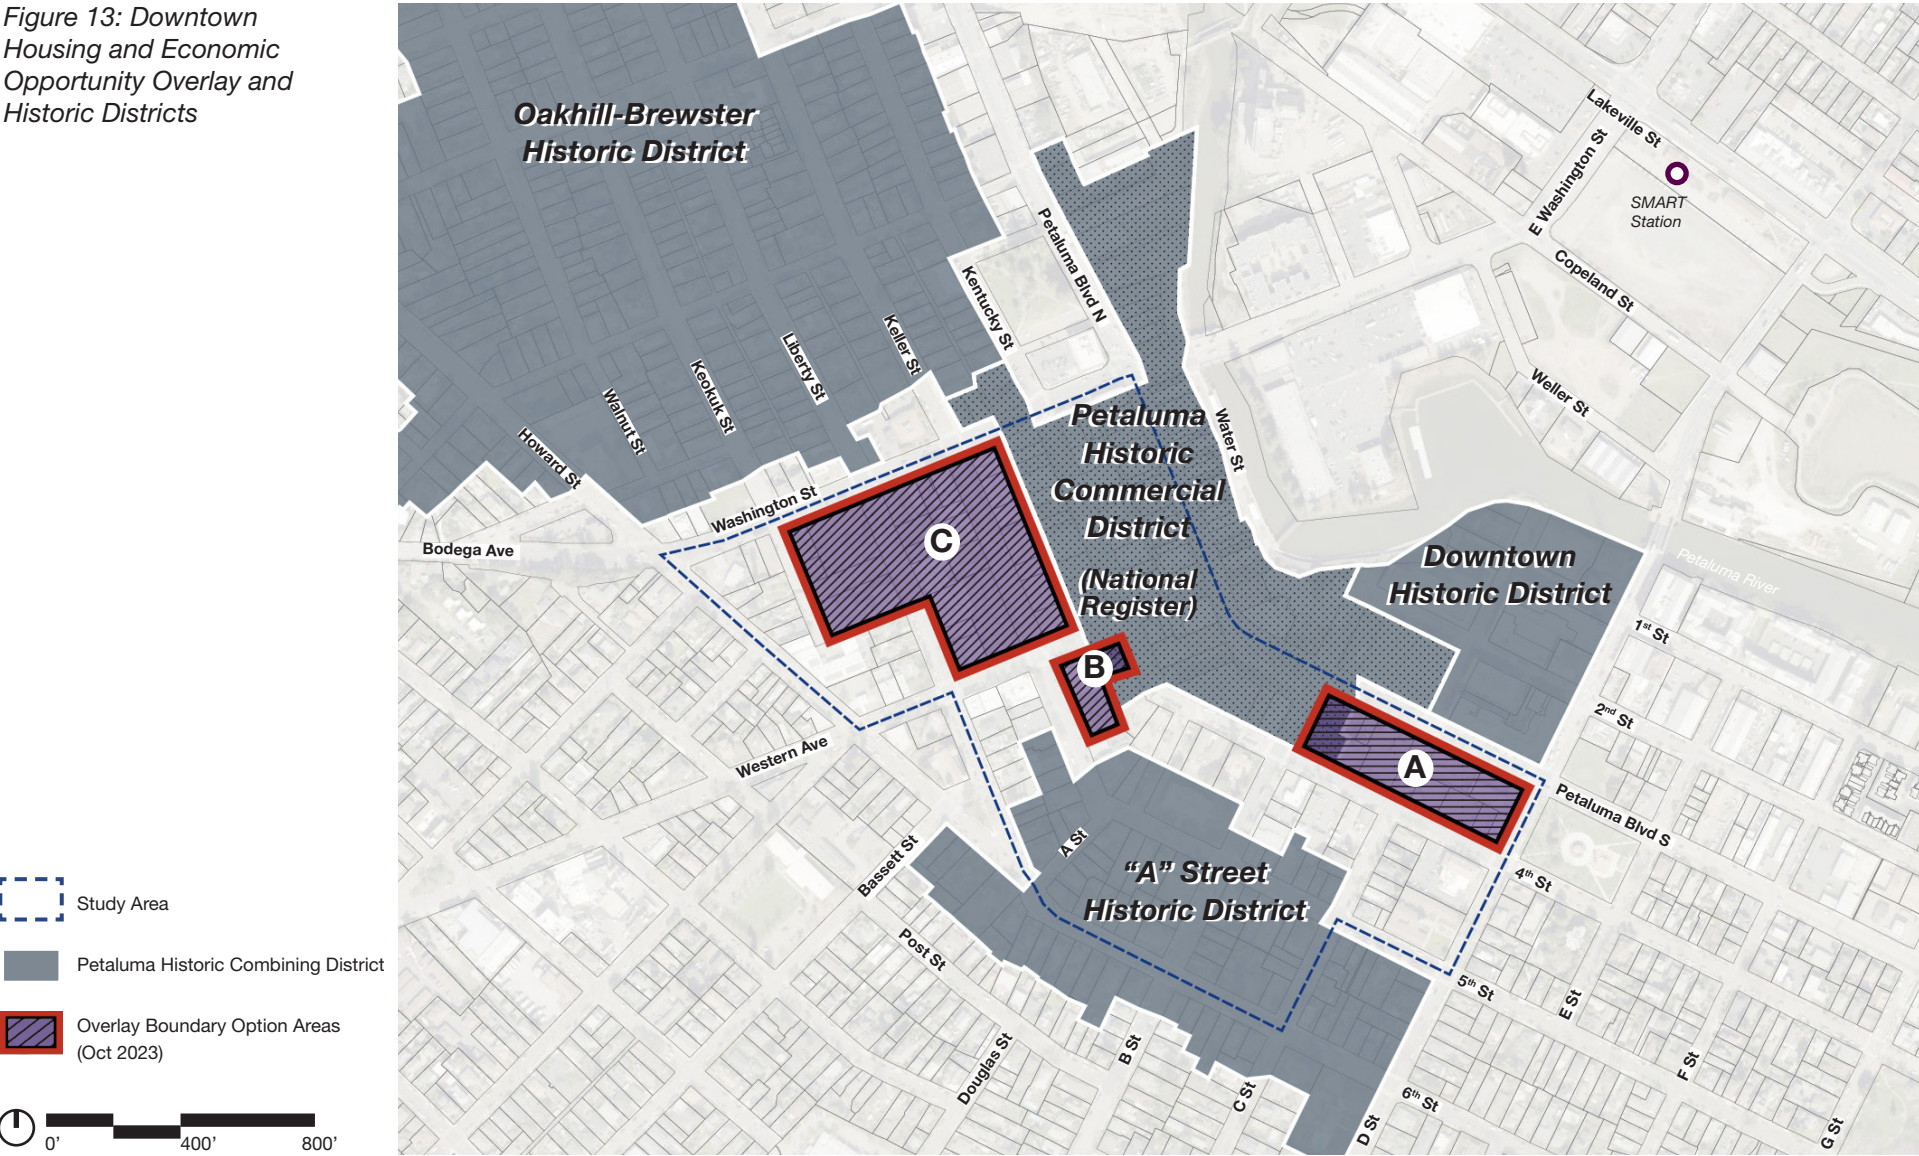 Figure 13: Downtown
Housing and Economic
Opportunity Overlay and
Historic Districts
Oakhill-Brewster
Historic District
Lakeville St
E Washington St
SMART
Station
Petaluma Blvd N
Kentucky St
Copeland St
Keller St
Liberty St
Keokuk St
Walnut St
Howard St
Weller St
Water St
Petaluma
Historic
Commercial
District
(National
Register)
Washington St
Bodega Ave
C
Downtown
Historic District
Petaluma River
1st St
B
2nd St
Western Ave
A
Petaluma Blvd S
A St
Bassett St
"A" Street
Historic District
4th St
Post St
5th St
E St
Douglas St
B St
C St
F St
6th St
D St
G St
Study Area
Petaluma Historic Combining District
Overlay Boundary Option Areas
(Oct 2023)
0’ 400’ 800’